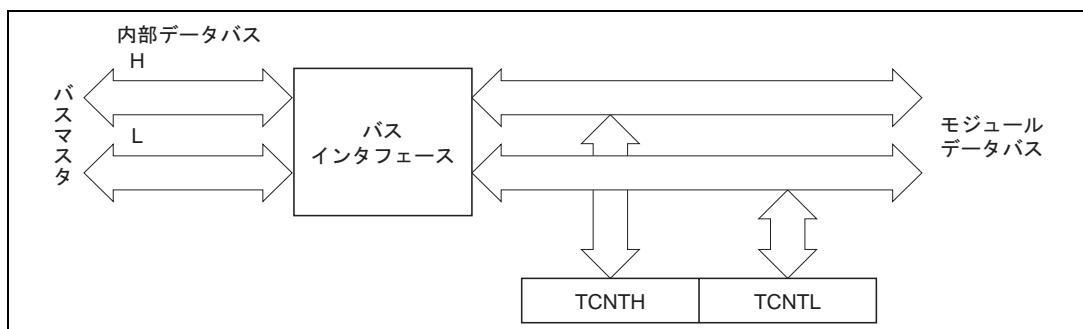 内部データバス
H
バスマスタ
L
バス
インタフェース
モジュール
データバス
TCNTH
TCNTL